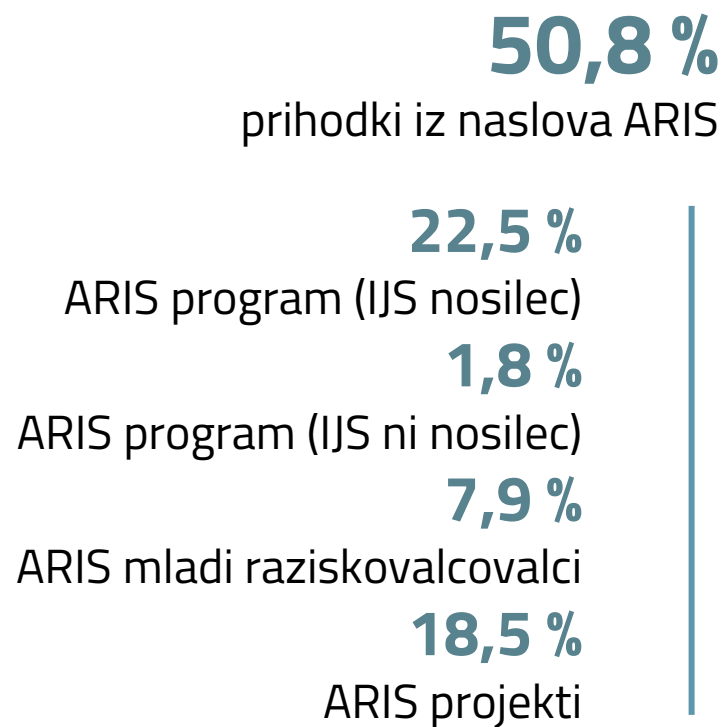 50,8 %
prihodki iz naslova ARIS
22,5 %
ARIS program (IJS nosilec)
1,8 %
ARIS program (IJS ni nosilec)
7,9 %
ARIS mladi raziskovalcovalci
18,5 %
ARIS projekti